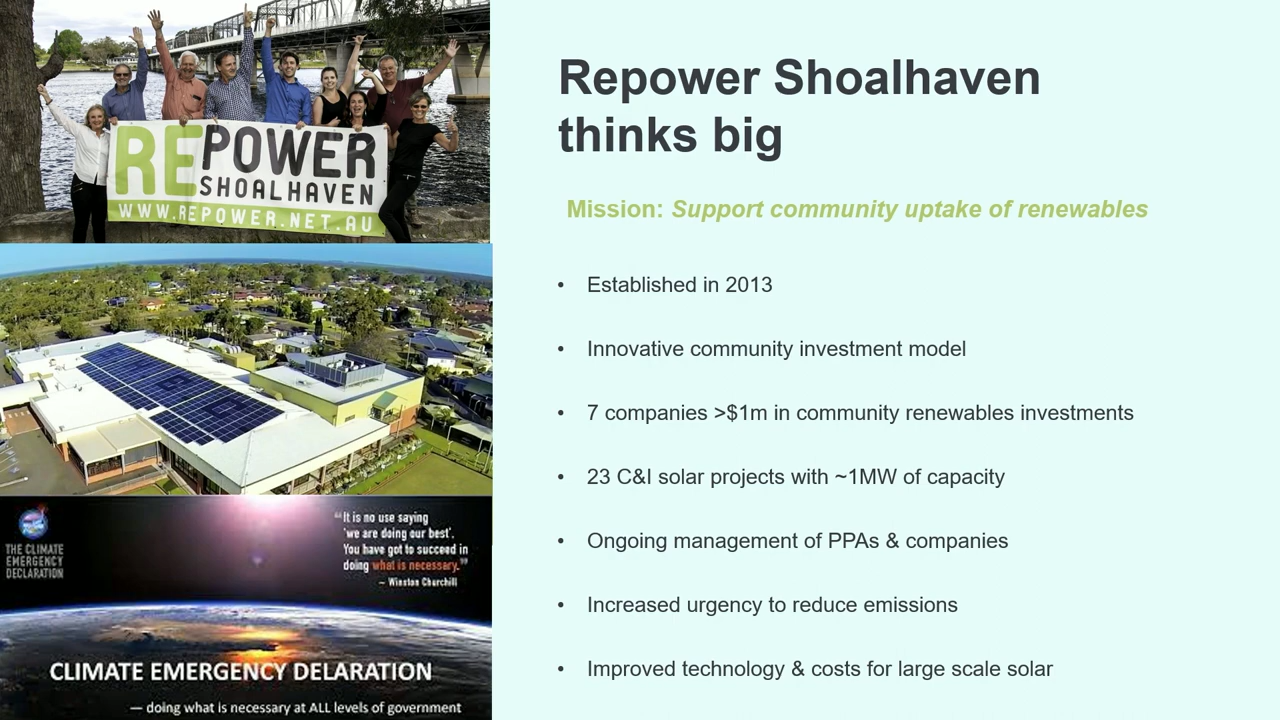 REPOWER
SHOALHAVEN
WWW.REPOWER.NET.AU
THE CLIMATE
EMERGENCY
DECLARATION
“It is no use saying
'we are doing our best'.
You have got to succeed in
doing what is necessary.”
– Winston Churchill
CLIMATE EMERGENCY DELARATION
— doing what is necessary at ALL levels of government
Repower Shoalhaven
thinks big
Mission: Support community uptake of renewables
• Established in 2013
• Innovative community investment model
• 7 companies >$1m in community renewables investments
• 23 C&I solar projects with ~1MW of capacity
• Ongoing management of PPAs & companies
• Increased urgency to reduce emissions
• Improved technology & costs for large scale solar